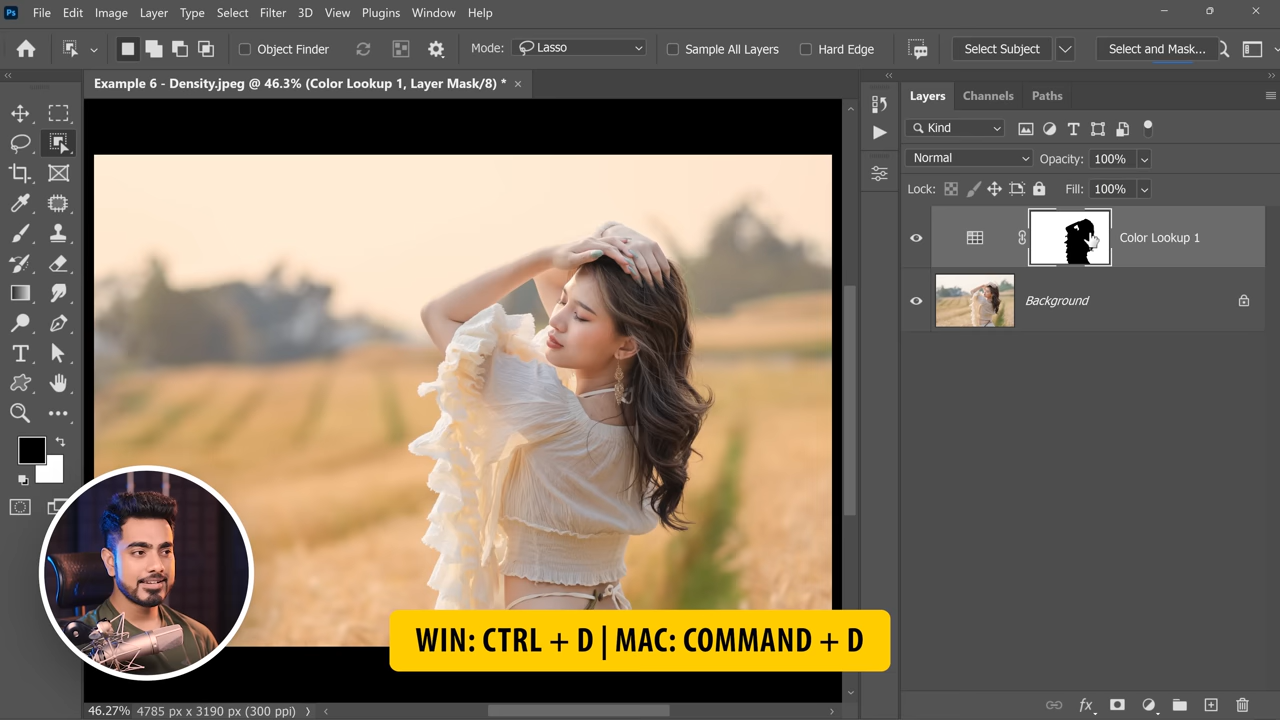 Ps File Edit Image Layer Type Select Filter 3D View Plugins Window Help
Object Finder Mode: Lasso Sample All Layers Hard Edge Select Subject Select and Mask...
Example 6 - Density.jpeg @ 46.3% (Color Lookup 1, Layer Mask/8) * ×
Layers Channels Paths
Kind
Normal Opacity: 100%
Lock: Fill: 100%
Color Lookup 1
Background
WIN: CTRL + D | MAC: COMMAND + D
46.27% 4785 px x 3190 px (300 ppi)
fx